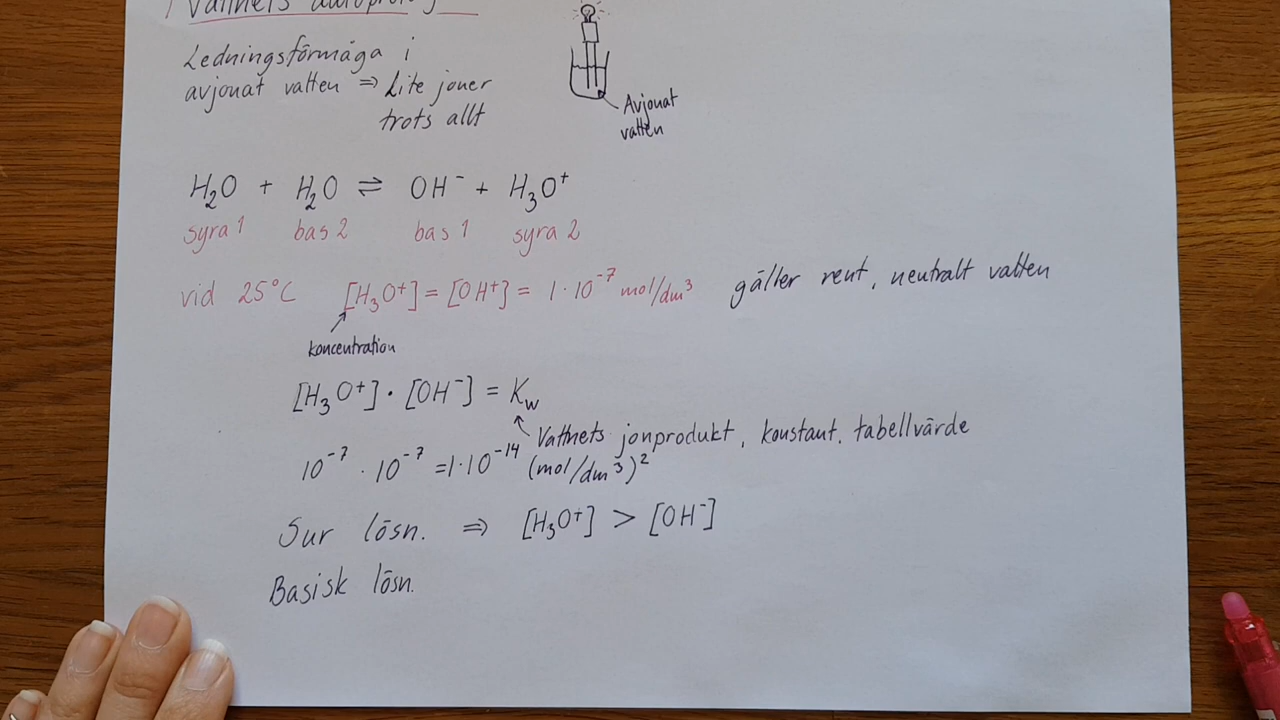 Vattnets autoprotolys
Ledningsförmåga i
avjonat vatten ⇒ Lite joner
trots allt
Avjonat
vatten
H₂O + H₂O ⇌ OH⁻ + H₃O⁺
syra 1 bas 2 bas 1 syra 2
vid 25°C [H₃O⁺] = [OH⁺] = 1·10⁻⁷ mol/dm³ gäller rent, neutralt vatten
koncentration
[H₃O⁺]·[OH⁻] = Kw
Vattnets jonprodukt, konstant, tabellvärde
10⁻⁷ · 10⁻⁷ = 1·10⁻¹⁴ (mol/dm³)²
Sur lösn. ⇒ [H₃O⁺] > [OH⁻]
Basisk lösn.